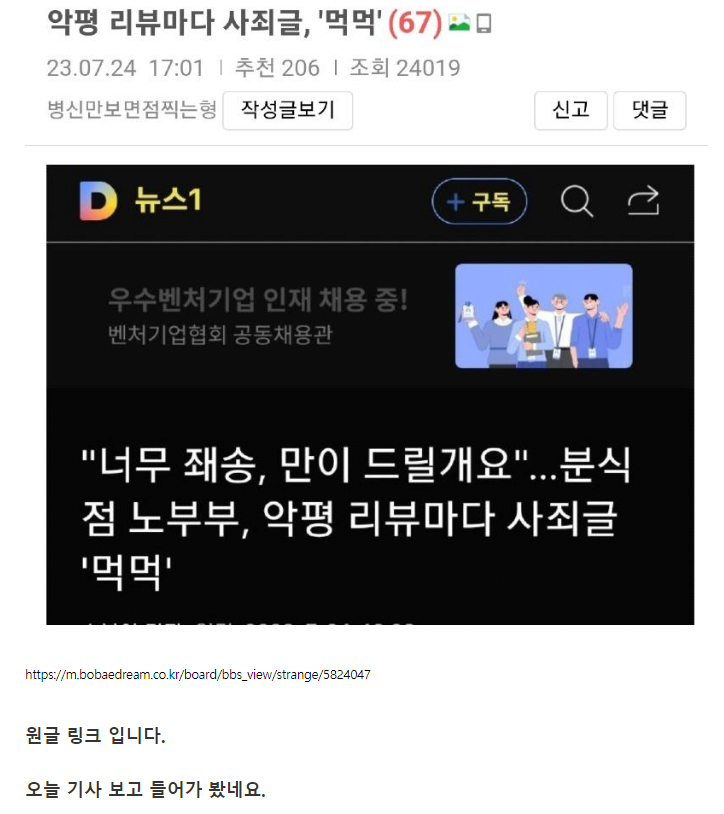 악평 리뷰마다 사죄글, '먹먹' (67)
23.07.24 17:01 | 추천 206 | 조회 24019
병신만보면점찍는형 작성글보기 신고 댓글
D 뉴스1 + 구독
우수벤처기업 인재 채용 중!
벤처기업협회 공동채용관
"너무 좨송, 만이 드릴개요"...분식
점 노부부, 악평 리뷰마다 사죄글
'먹먹'
https://m.bobaedream.co.kr/board/bbs_view/strange/5824047
원글 링크 입니다.
오늘 기사 보고 들어가 봤네요.